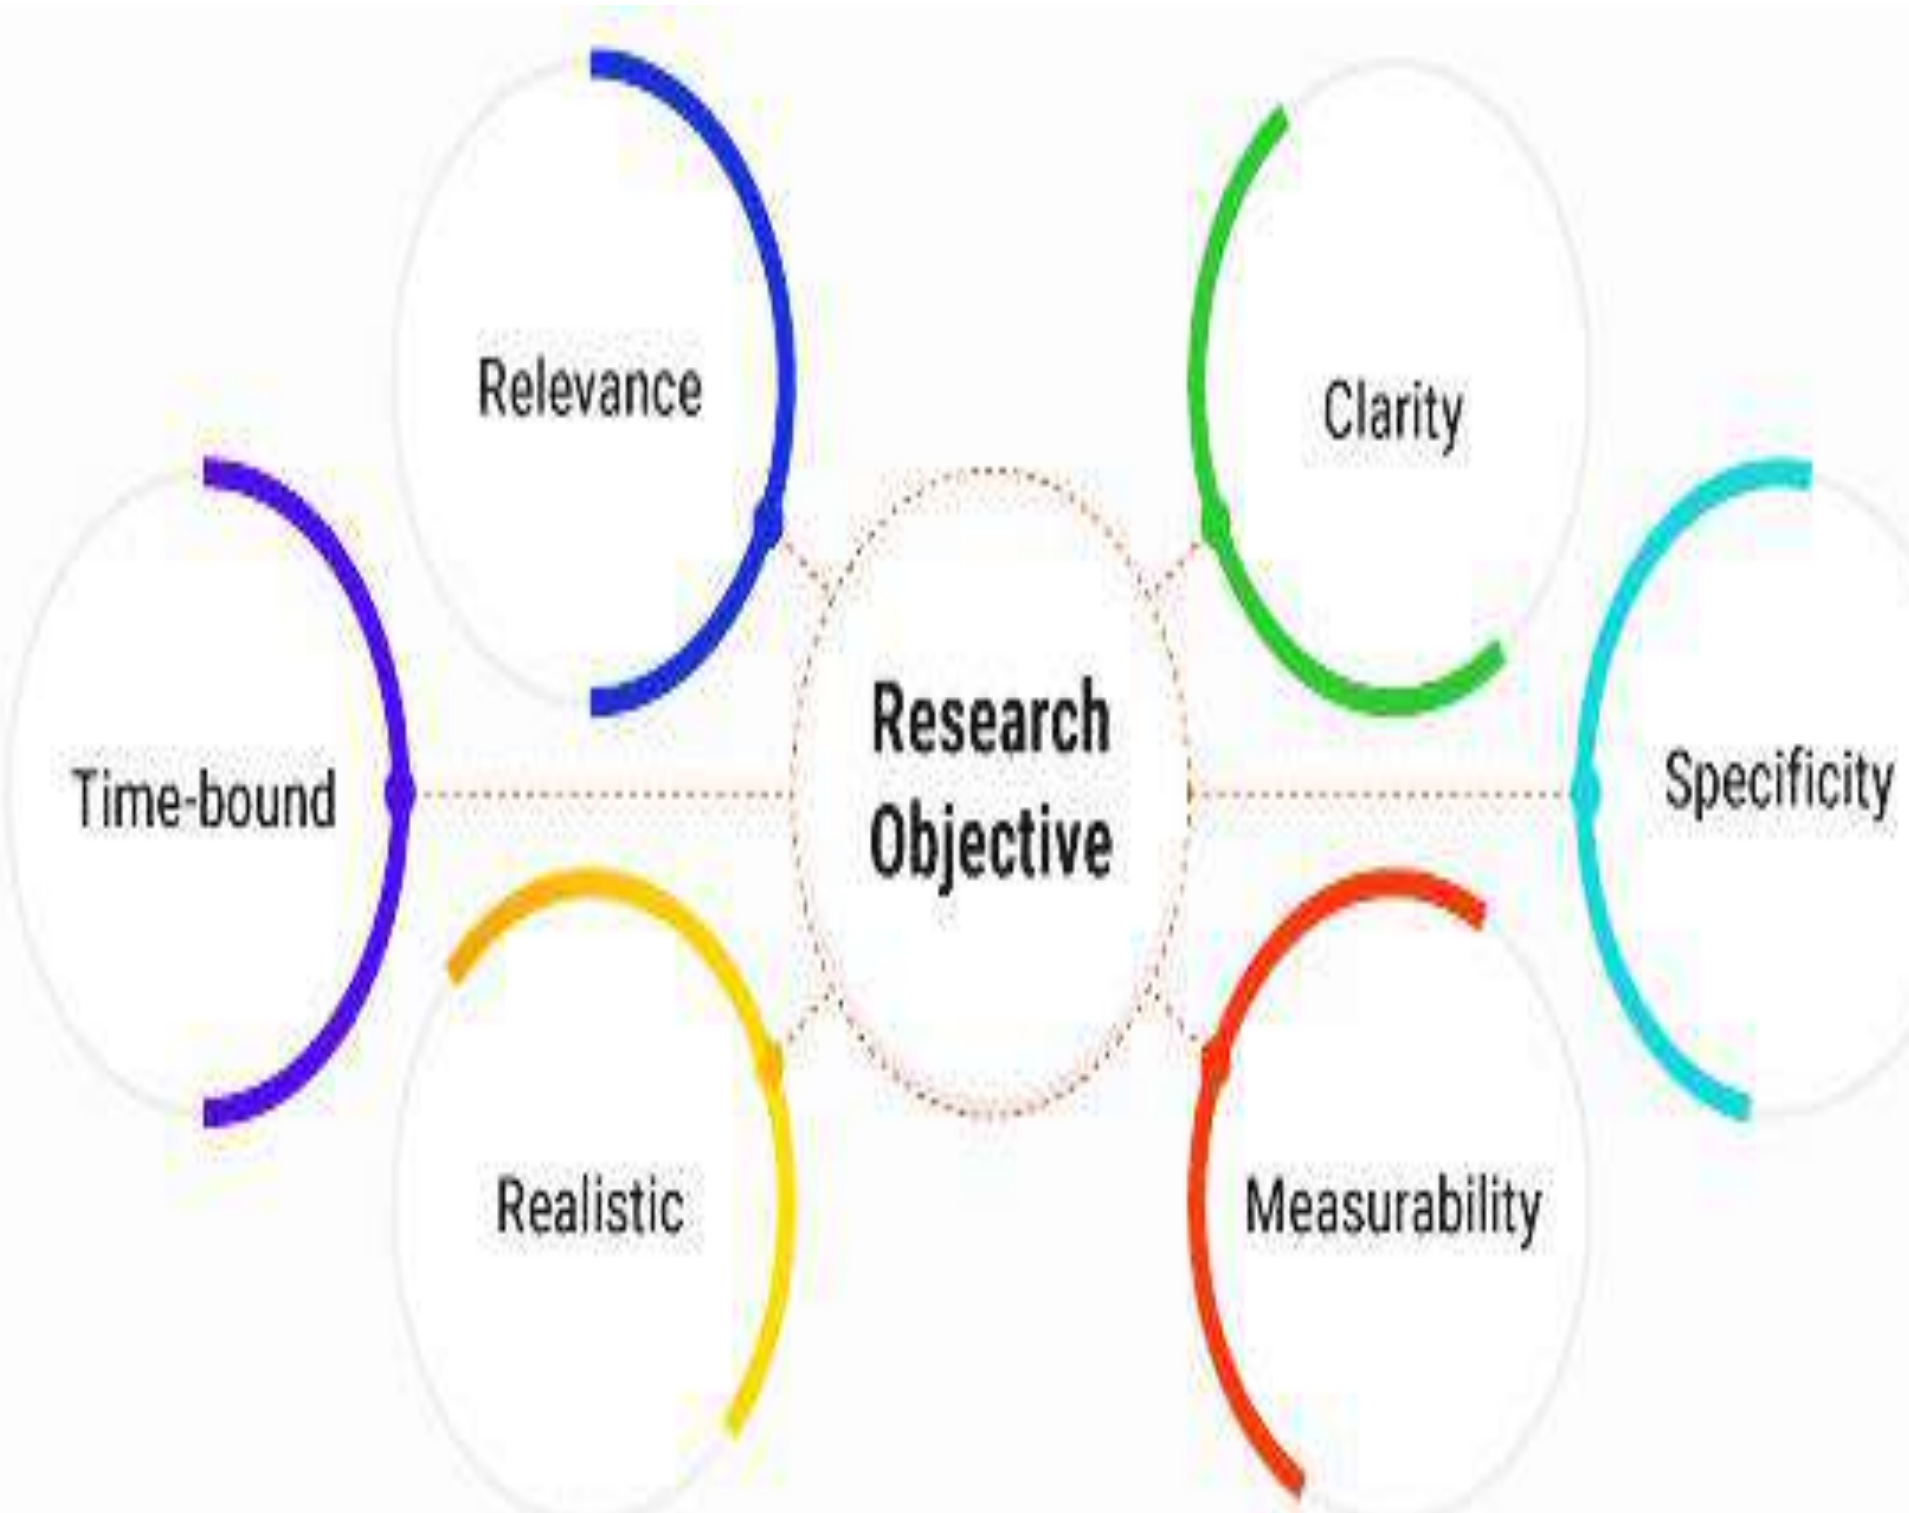 Relevance
Clarity
Time-bound
Research
Objective
Specificity
Realistic
Measurability